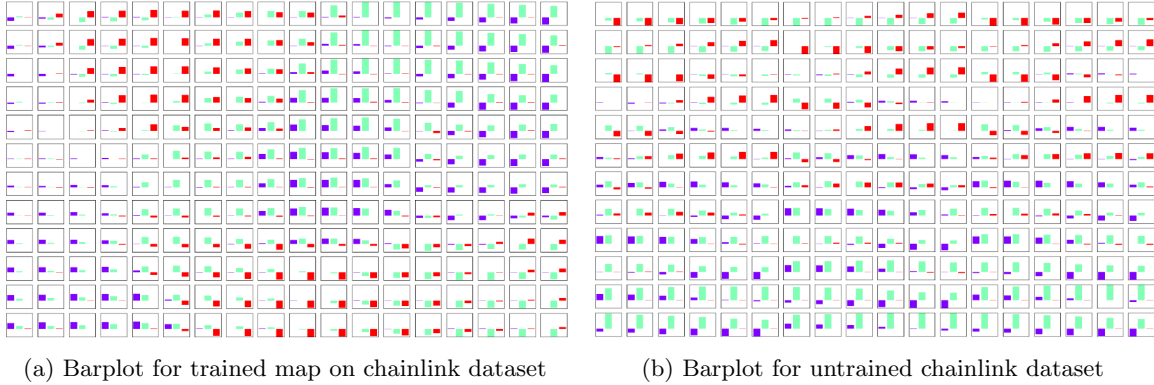 (a) Barplot for trained map on chainlink dataset
(b) Barplot for untrained chainlink dataset